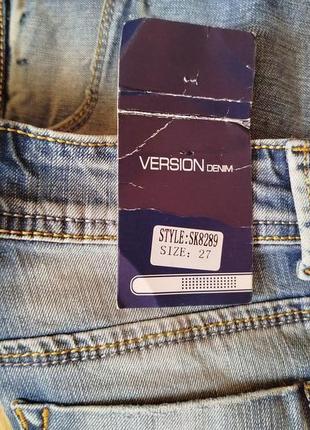 VERSION DENIM
STYLE:SK8289
SIZE: 27